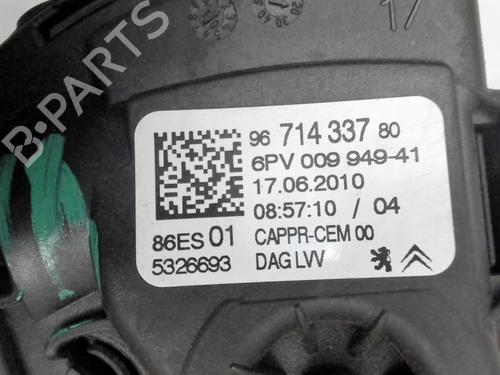 B-PARTS
17
96 714 337 80
6PV 009 949-41
17.06.2010
08:57:10 / 04
86ES 01 CAPPR-CEM 00
5326693 DAG LVV